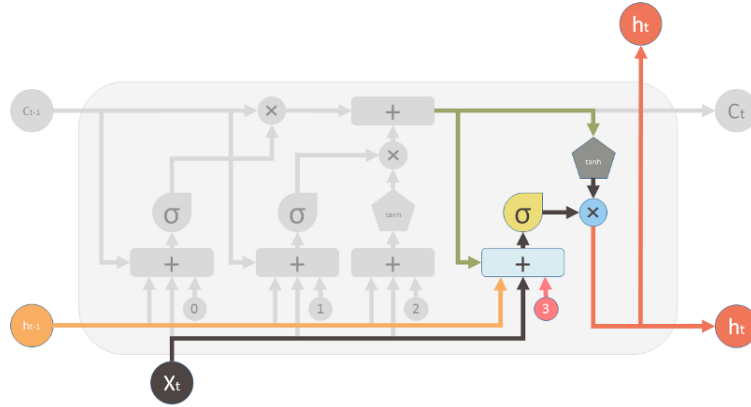 ht
Ct-1
×
+
Ct
tanh
×
σ
σ
tanh
σ
×
+
+
+
+
0
1
2
3
ht-1
ht
Xt